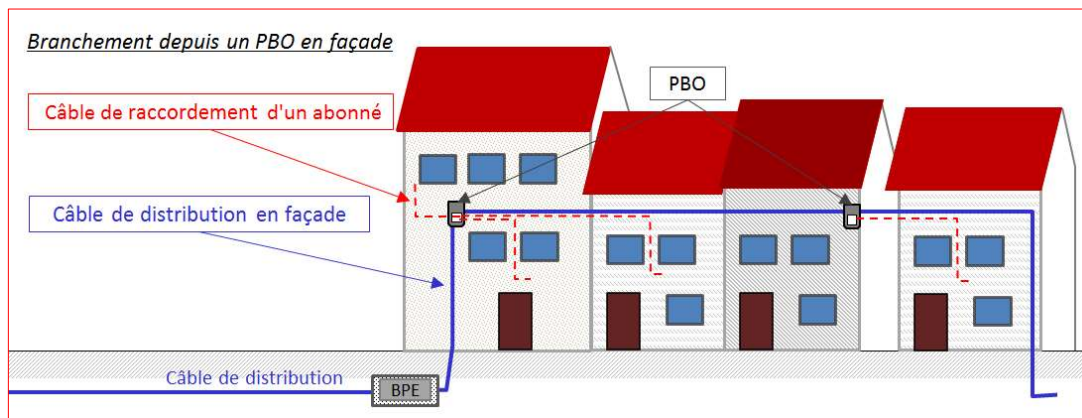 Branchement depuis un PBO en façade
PBO
Câble de raccordement d'un abonné
Câble de distribution en façade
Câble de distribution
BPE